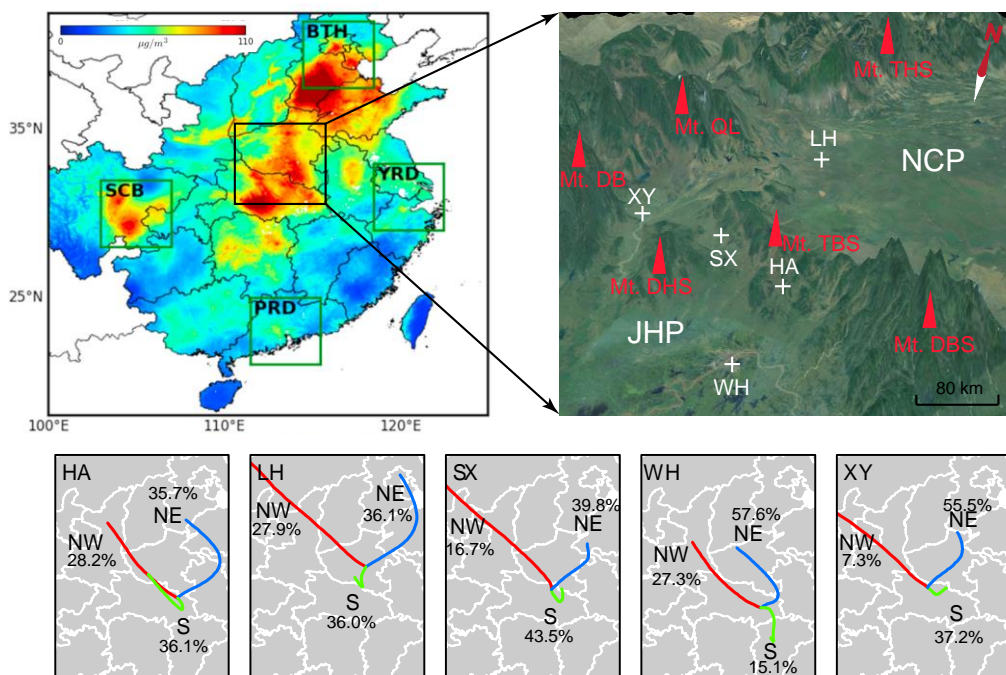 0
μg/m³
110
BTH
35°N
SCB
YRD
25°N
PRD
100°E
110°E
120°E
N
Mt. THS
Mt. QL
LH
NCP
Mt. DB
XY
SX
Mt. TBS
HA
Mt. DHS
JHP
Mt. DBS
WH
80 km
HA
35.7%
NE
NW
28.2%
S
36.1%
LH
NE
36.1%
NW
27.9%
S
36.0%
SX
39.8%
NE
NW
16.7%
S
43.5%
WH
57.6%
NE
NW
27.3%
S
15.1%
XY
55.5%
NE
NW
7.3%
S
37.2%